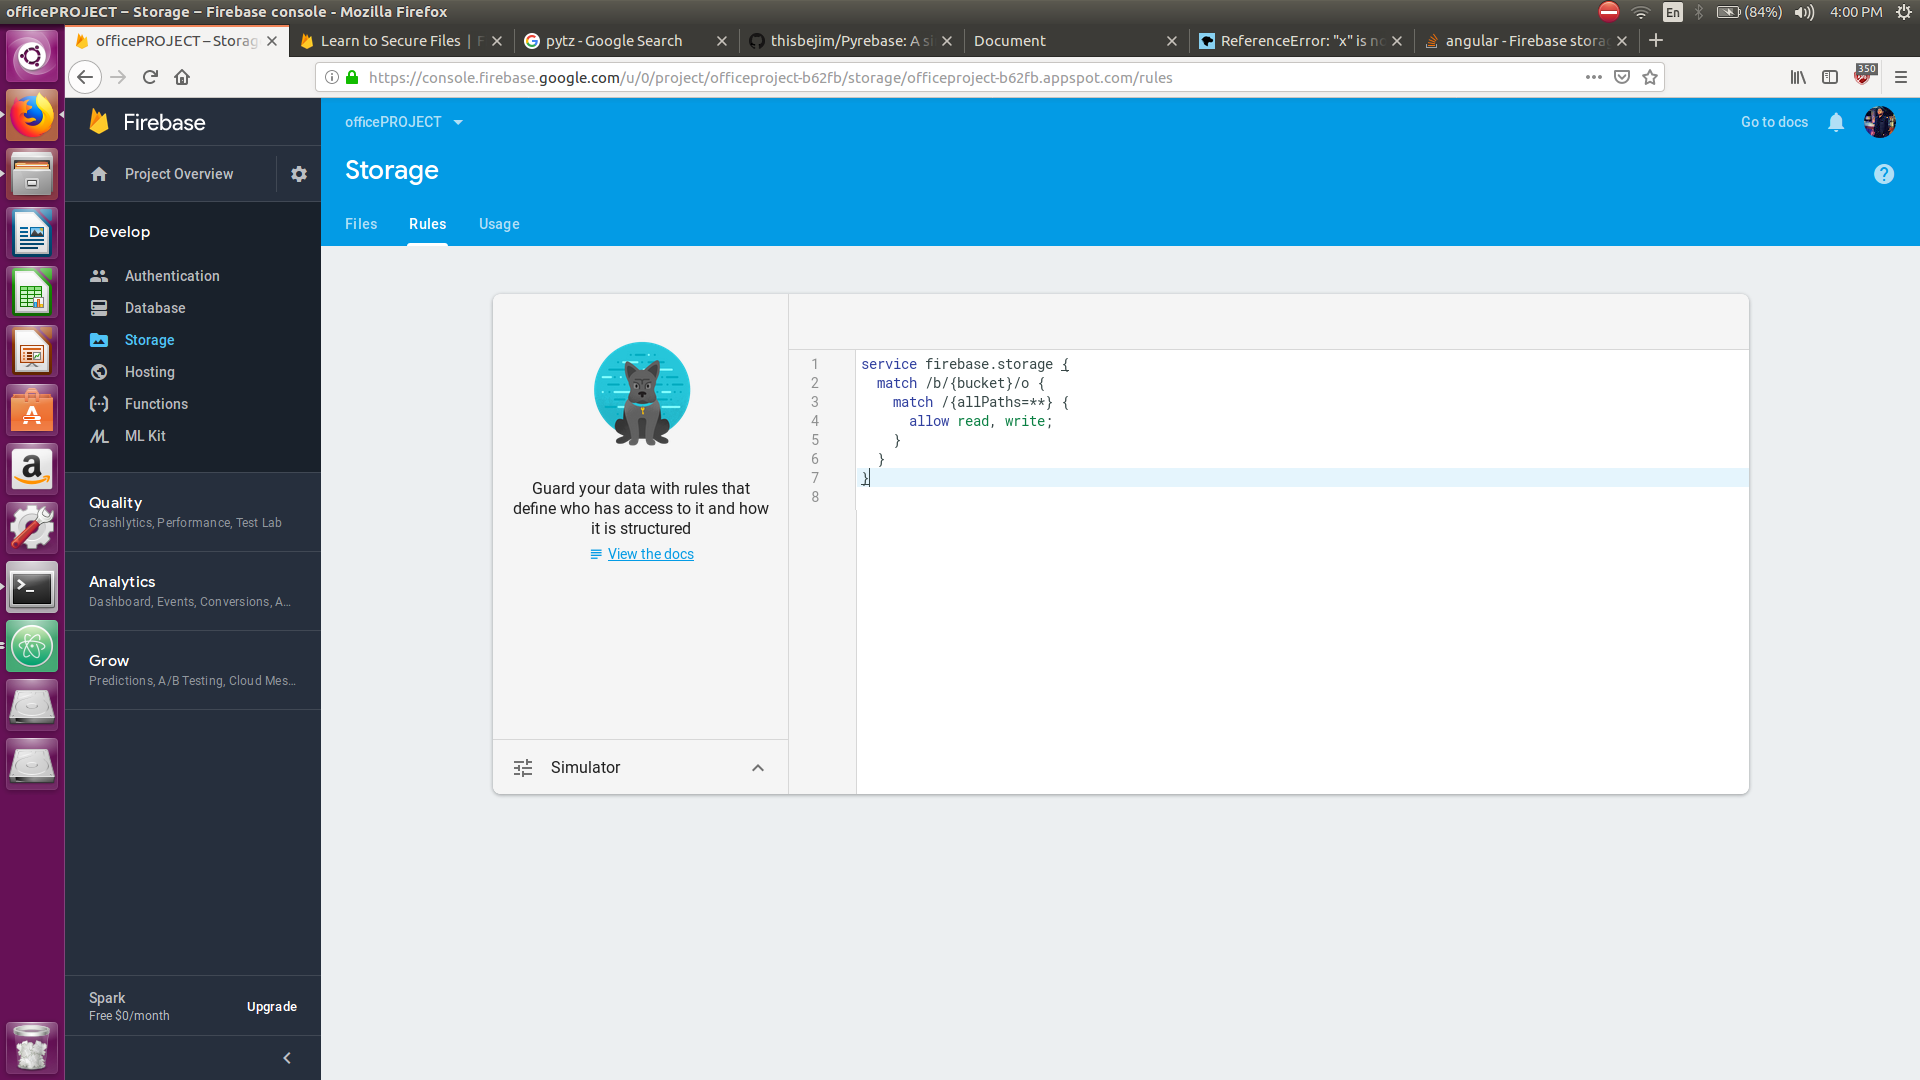 officePROJECT – Storage – Firebase console - Mozilla Firefox
En
(84%)
4:00 PM
officePROJECT – Storag
Learn to Secure Files | F
pytz - Google Search
thisbejim/Pyrebase: A si
Document
ReferenceError: "x" is no
angular - Firebase storag
https://console.firebase.google.com/u/0/project/officeproject-b62fb/storage/officeproject-b62fb.appspot.com/rules
350
Firebase
Project Overview
Develop
Authentication
Database
Storage
Hosting
Functions
ML Kit
Quality
Crashlytics, Performance, Test Lab
Analytics
Dashboard, Events, Conversions, A...
Grow
Predictions, A/B Testing, Cloud Mes...
Spark
Free $0/month
Upgrade
officePROJECT
Go to docs
Storage
Files
Rules
Usage
Guard your data with rules that
define who has access to it and how
it is structured
View the docs
Simulator
1 service firebase.storage {
2 match /b/{bucket}/o {
3 match /{allPaths=**} {
4 allow read, write;
5 }
6 }
7 }
8